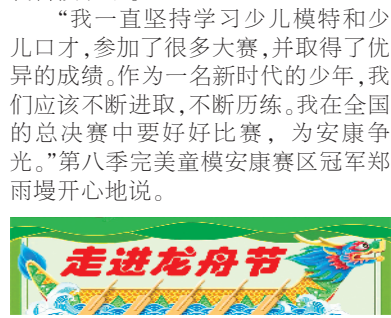 “我一直坚持学习少儿模特和少
儿口才,参加了很多大赛,并取得了优
异的成绩。作为一名新时代的少年,我
们应该不断进取,不断历练。我在全国
的总决赛中要好好比赛，为安康争
光。”第八季完美童模安康赛区冠军郑
雨墁开心地说。
走进龙舟节